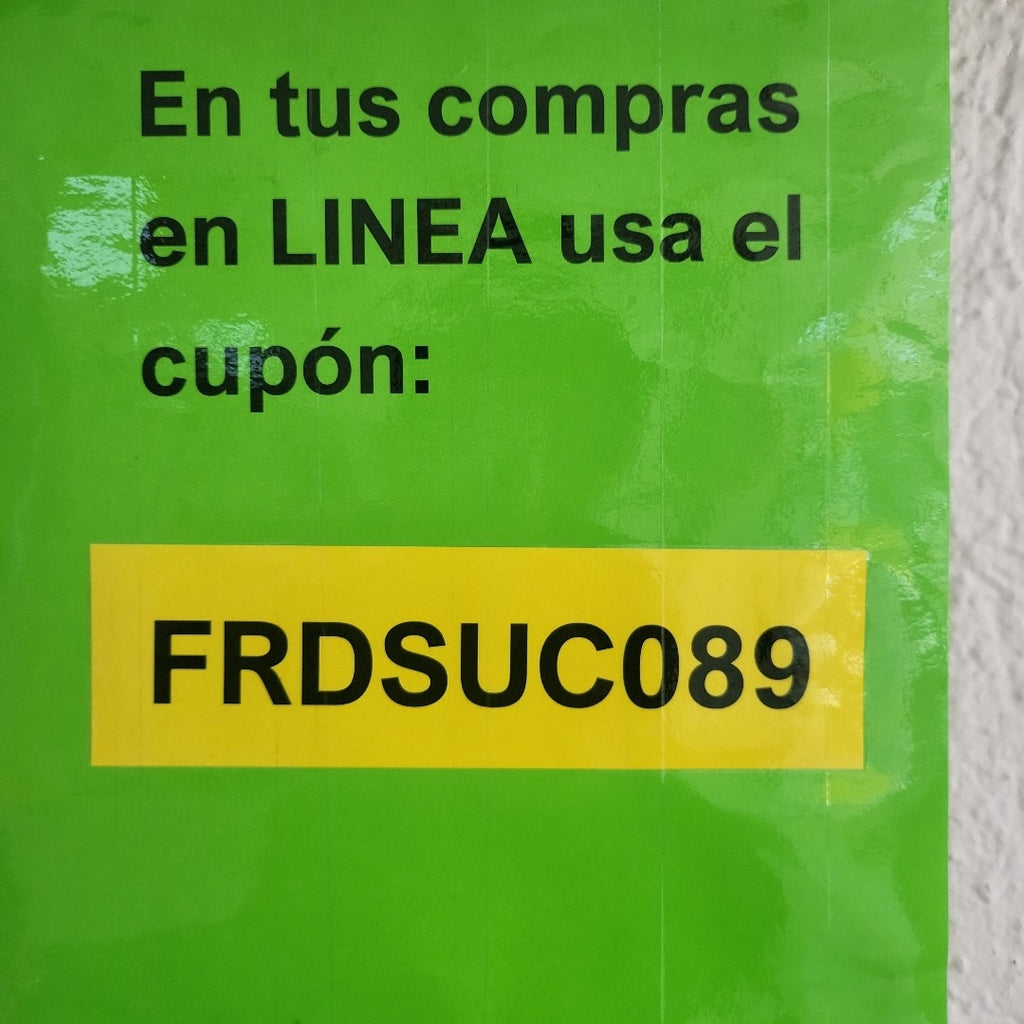 En tus compras
en LINEA usa el
cupón:
FRDSUC089